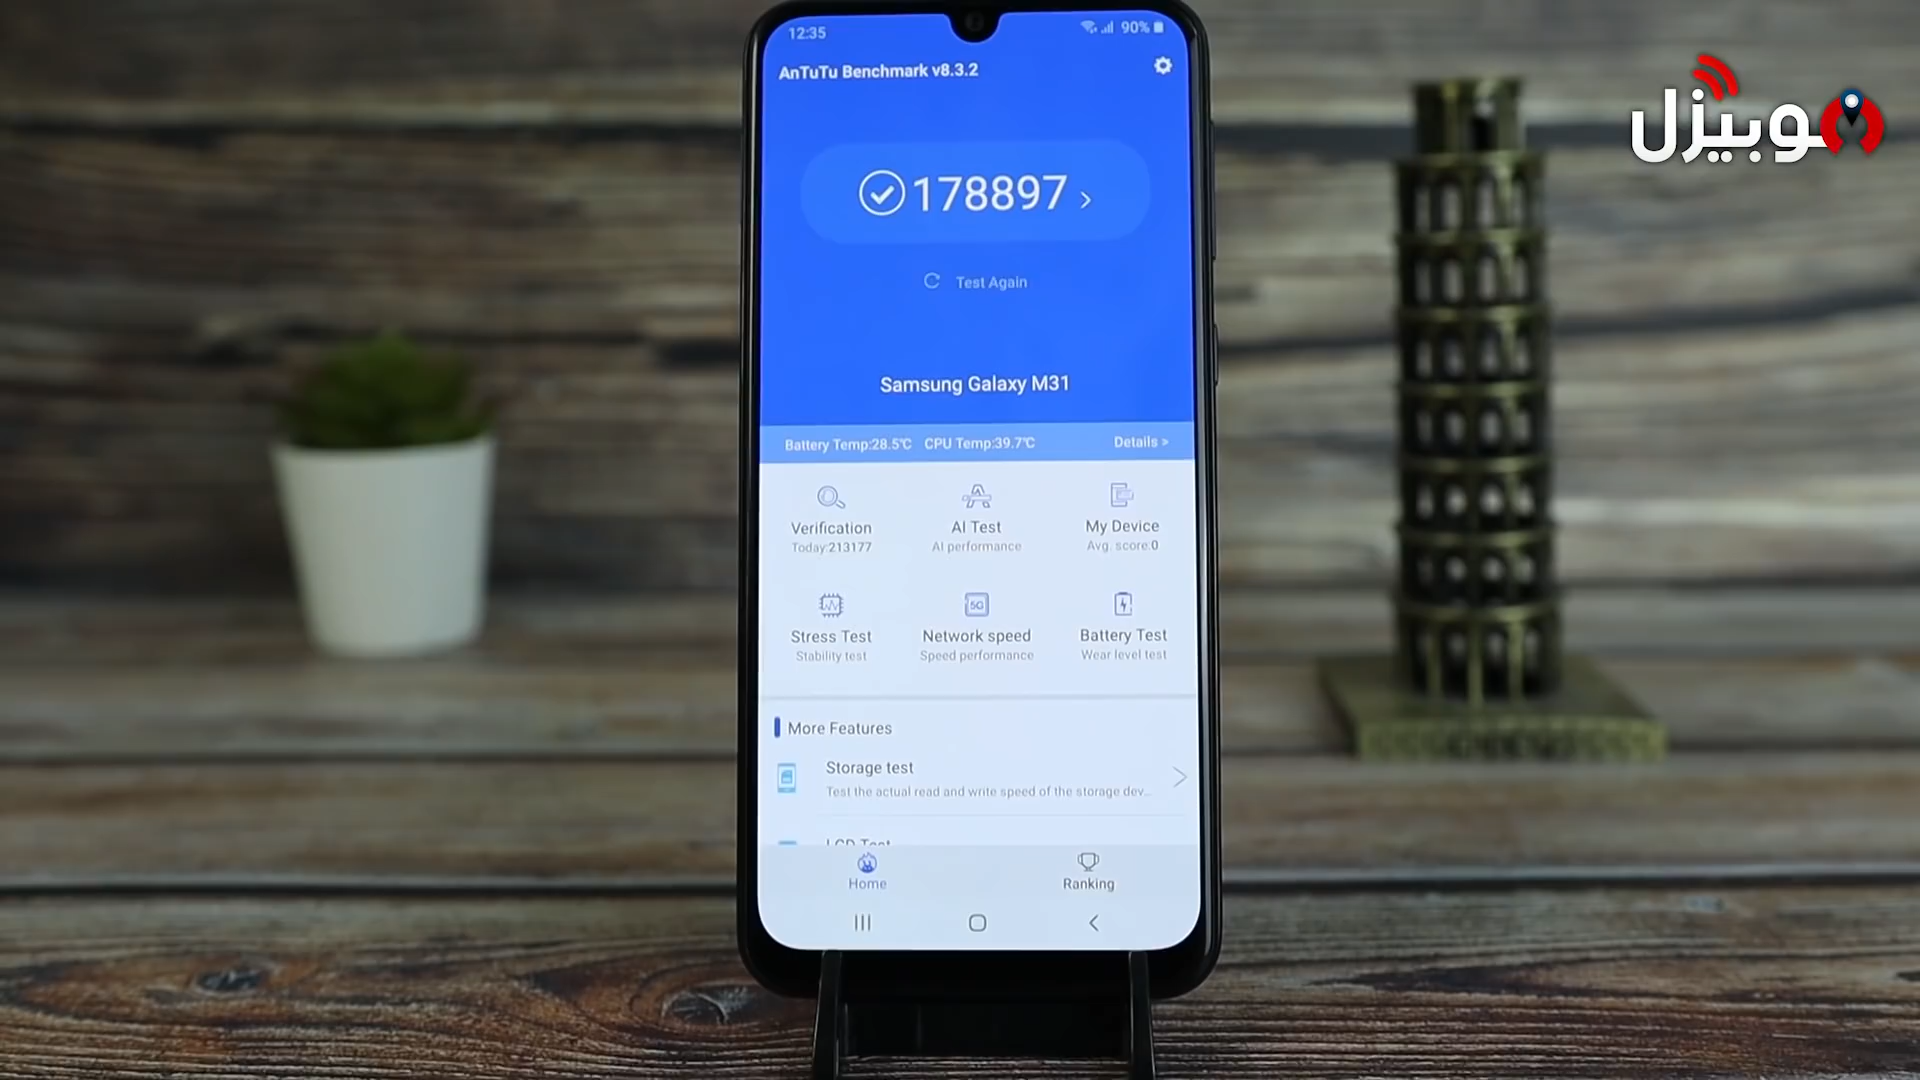 12:35
90%
AnTuTu Benchmark v8.3.2
موبيزل
178897
Test Again
Samsung Galaxy M31
Battery Temp:28.5℃ CPU Temp:39.7℃ Details >
Verification
Today:213177
AI Test
AI performance
My Device
Avg. score:0
Stress Test
Stability test
5G
Network speed
Speed performance
Battery Test
Wear level test
More Features
Storage test
Test the actual read and write speed of the storage dev...
LCD Test
Home
Ranking